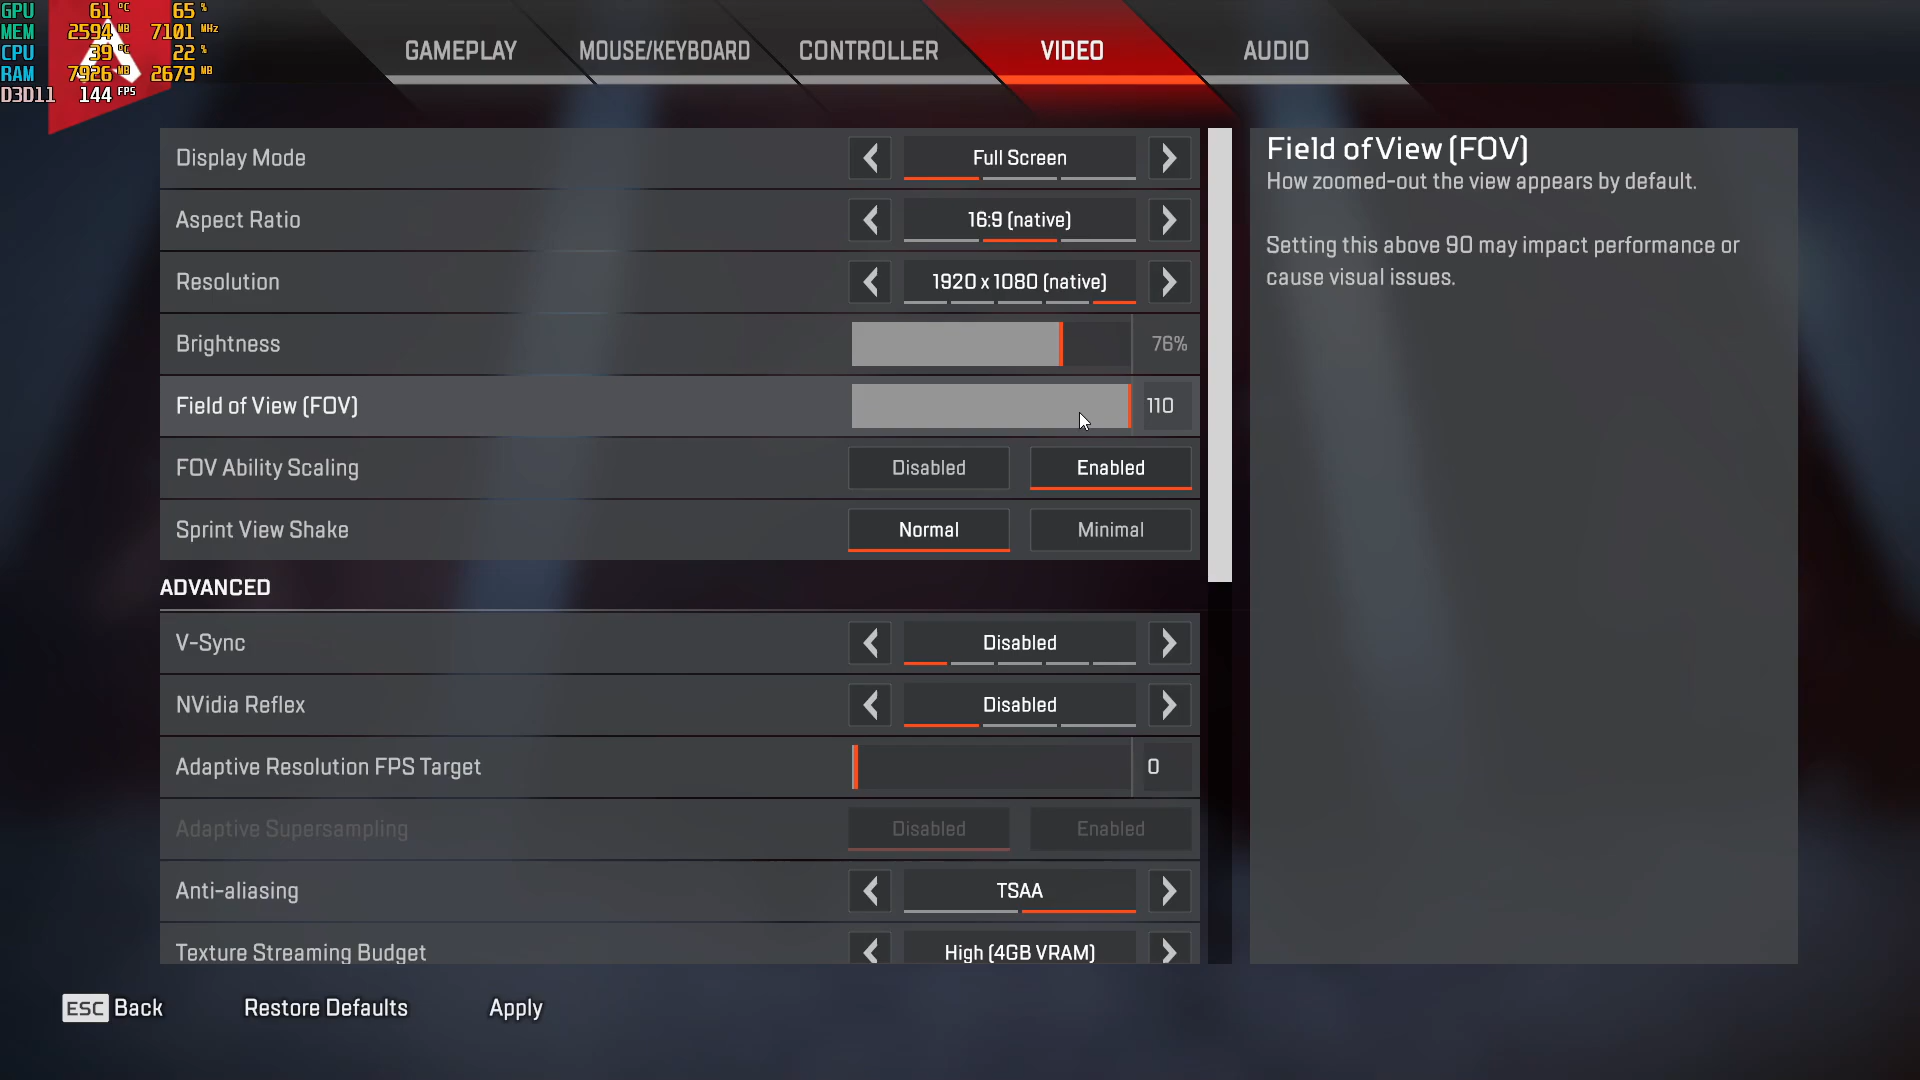 GPU 61 °C 65 %
MEM 2594 MB 7101 MHz
CPU 39 °C 22 %
RAM 7926 MB 2679 MB
D3D11 144 FPS
GAMEPLAY MOUSE/KEYBOARD CONTROLLER VIDEO AUDIO
Display Mode Full Screen
Aspect Ratio 16:9 (native)
Resolution 1920 x 1080 (native)
Brightness 76%
Field of View (FOV) 110
FOV Ability Scaling Disabled Enabled
Sprint View Shake Normal Minimal
ADVANCED
V-Sync Disabled
NVidia Reflex Disabled
Adaptive Resolution FPS Target 0
Adaptive Supersampling Disabled Enabled
Anti-aliasing TSAA
Texture Streaming Budget High (4GB VRAM)
Field of View (FOV)
How zoomed-out the view appears by default.
Setting this above 90 may impact performance or
cause visual issues.
ESC Back Restore Defaults Apply